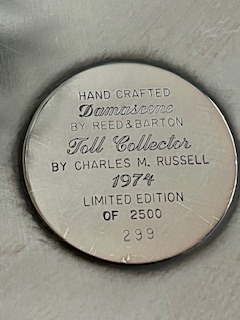 HAND CRAFTED
Damascene
BY REED & BARTON
Toll Collector
BY CHARLES M. RUSSELL
1974
LIMITED EDITION
OF 2500
299